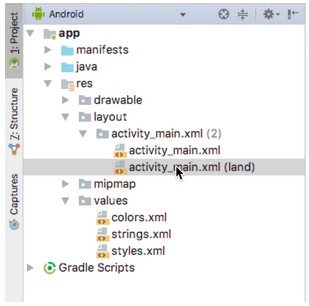 1: Project
7: Structure
Captures
Android
app
manifests
java
res
drawable
layout
activity_main.xml (2)
activity_main.xml
activity_main.xml (land)
mipmap
values
colors.xml
strings.xml
styles.xml
Gradle Scripts